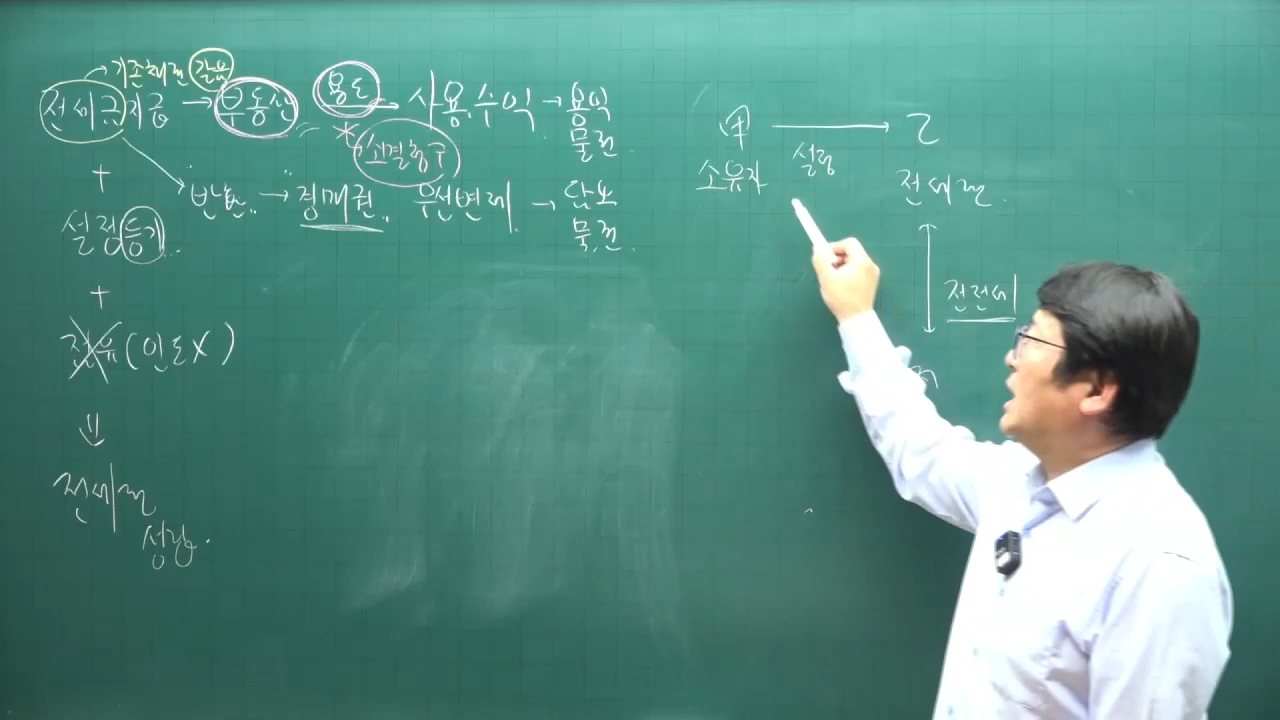 기존채권 갈음
전세금 지급 → 부동산 용도 → 사용.수익 → 용익
물권
* 소멸청구
+ 반환 → 경매권 우선변제 → 담보
물권
설정등기
+
점유 (인도 X)
⇓
전세권
성립.
甲 → 乙
설정
소유자 전세권.
전전세
丙